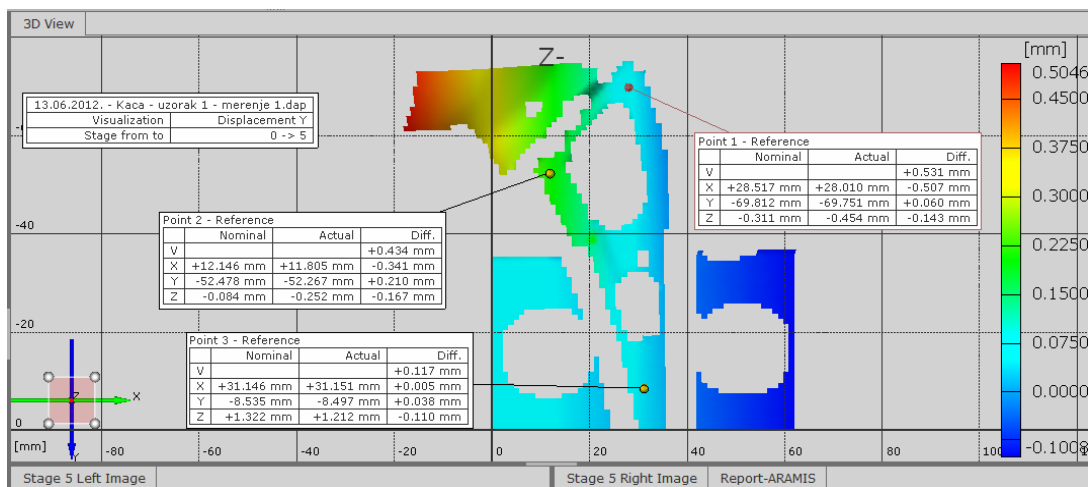 3D View
Z-
[mm]
0.5046
0.4500
0.3750
0.3000
0.2250
0.1500
0.0750
0.0000
-0.1008
13.06.2012. - Kaca - uzorak 1 - merenje 1.dap
Visualization Displacement Y
Stage from to 0 -> 5
Point 1 - Reference
Nominal Actual Diff.
V +0.531 mm
X +28.517 mm +28.010 mm -0.507 mm
Y -69.812 mm -69.751 mm +0.060 mm
Z -0.311 mm -0.454 mm -0.143 mm
Point 2 - Reference
Nominal Actual Diff.
V +0.434 mm
X +12.146 mm +11.805 mm -0.341 mm
Y -52.478 mm -52.267 mm +0.210 mm
Z -0.084 mm -0.252 mm -0.167 mm
Point 3 - Reference
Nominal Actual Diff.
V +0.117 mm
X +31.146 mm +31.151 mm +0.005 mm
Y -8.535 mm -8.497 mm +0.038 mm
Z +1.322 mm +1.212 mm -0.110 mm
-40
-20
0
X
Z
Y
[mm] -80 -60 -40 -20 0 20 40 60 80 100
Stage 5 Left Image Stage 5 Right Image Report-ARAMIS